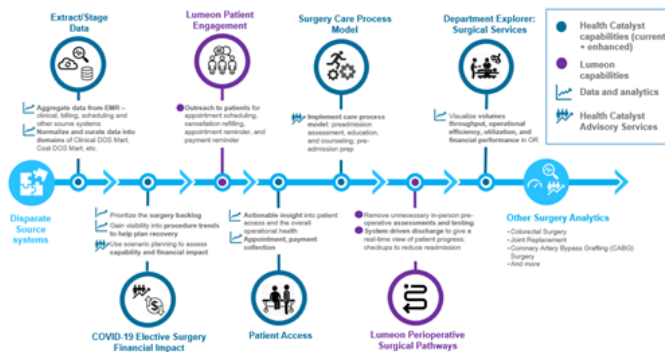 Extract/Stage
Data
Aggregate data from EMR –
clinical, billing, scheduling and
other source systems
Normalize and curate data into
domains of Clinical DOS Mart,
Cost DOS Mart, etc.
Lumeon Patient
Engagement
Outreach to patients for
appointment scheduling,
cancellation refilling,
appointment reminder, and
payment reminder
Surgery Care Process
Model
Implement care process
model: preadmission
assessment, education,
and counseling; pre-
admission prep
Department Explorer:
Surgical Services
Visualize volumes
throughput, operational
efficiency, utilization, and
financial performance in OR
Health Catalyst
capabilities (current
+ enhanced)
Lumeon
capabilities
Data and analytics
Health Catalyst
Advisory Services
Disparate
Source
systems
Prioritize the surgery backlog
Gain visibility into procedure trends
to help plan recovery
Use scenario planning to assess
capability and financial impact
COVID-19 Elective Surgery
Financial Impact
Actionable insight into patient
access and the overall
operational health
Appointment, payment
collection
Patient Access
Remove unnecessary in-person pre-
operative assessments and testing
System driven discharge to give a
real-time view of patient progress;
checkups to reduce readmission
Lumeon Perioperative
Surgical Pathways
Other Surgery Analytics
•Colorectal Surgery
•Joint Replacement
•Coronary Artery Bypass Grafting (CABG)
Surgery
•And more